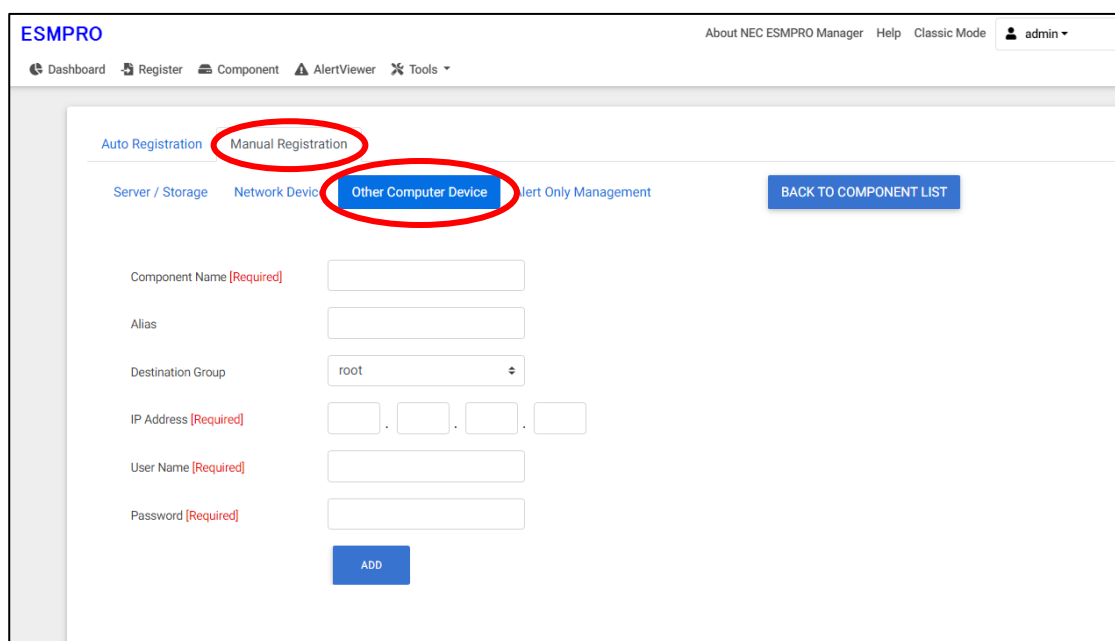 ESMPRO
About NEC ESMPRO Manager Help Classic Mode admin
Dashboard Register Component AlertViewer Tools
Auto Registration Manual Registration
Server / Storage Network Devic Other Computer Device lert Only Management BACK TO COMPONENT LIST
Component Name [Required]
Alias
Destination Group root
IP Address [Required] . . .
User Name [Required]
Password [Required]
ADD